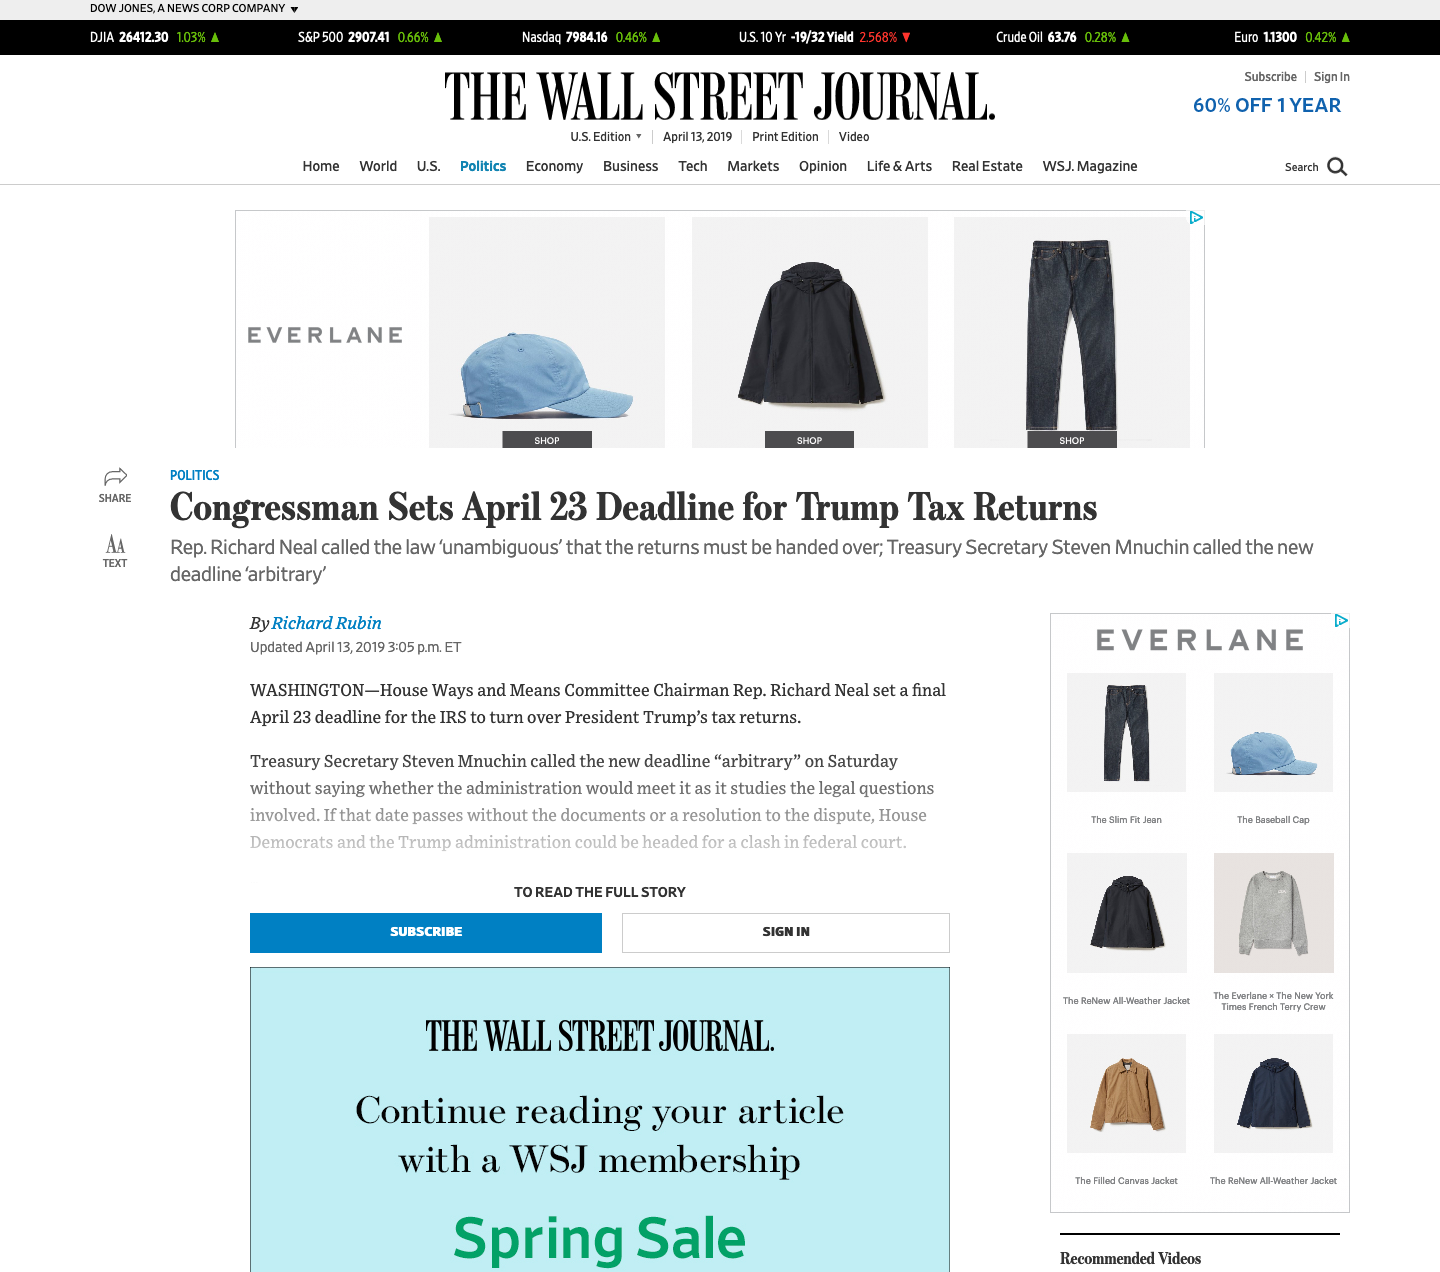 DOW JONES, A NEWS CORP COMPANY
DJIA 26412.30 1.03% S&P 500 2907.41 0.66% Nasdaq 7984.16 0.46% U.S. 10 Yr -19/32 Yield 2.568% Crude Oil 63.76 0.28% Euro 1.1300 0.42%
Subscribe Sign In
THE WALL STREET JOURNAL.
60% OFF 1 YEAR
U.S. Edition April 13, 2019 Print Edition Video
Home World U.S. Politics Economy Business Tech Markets Opinion Life & Arts Real Estate WSJ. Magazine Search
EVERLANE
SHOP SHOP SHOP
SHARE
TEXT
POLITICS
Congressman Sets April 23 Deadline for Trump Tax Returns
Rep. Richard Neal called the law ‘unambiguous’ that the returns must be handed over; Treasury Secretary Steven Mnuchin called the new
deadline ‘arbitrary’
By Richard Rubin
Updated April 13, 2019 3:05 p.m. ET
WASHINGTON—House Ways and Means Committee Chairman Rep. Richard Neal set a final
April 23 deadline for the IRS to turn over President Trump’s tax returns.
Treasury Secretary Steven Mnuchin called the new deadline “arbitrary” on Saturday
without saying whether the administration would meet it as it studies the legal questions
involved. If that date passes without the documents or a resolution to the dispute, House
Democrats and the Trump administration could be headed for a clash in federal court.
TO READ THE FULL STORY
SUBSCRIBE SIGN IN
THE WALL STREET JOURNAL.
Continue reading your article
with a WSJ membership
Spring Sale
EVERLANE
The Slim Fit Jean The Baseball Cap
The ReNew All-Weather Jacket
The Everlane × The New York
Times French Terry Crew
The Filled Canvas Jacket The ReNew All-Weather Jacket
Recommended Videos